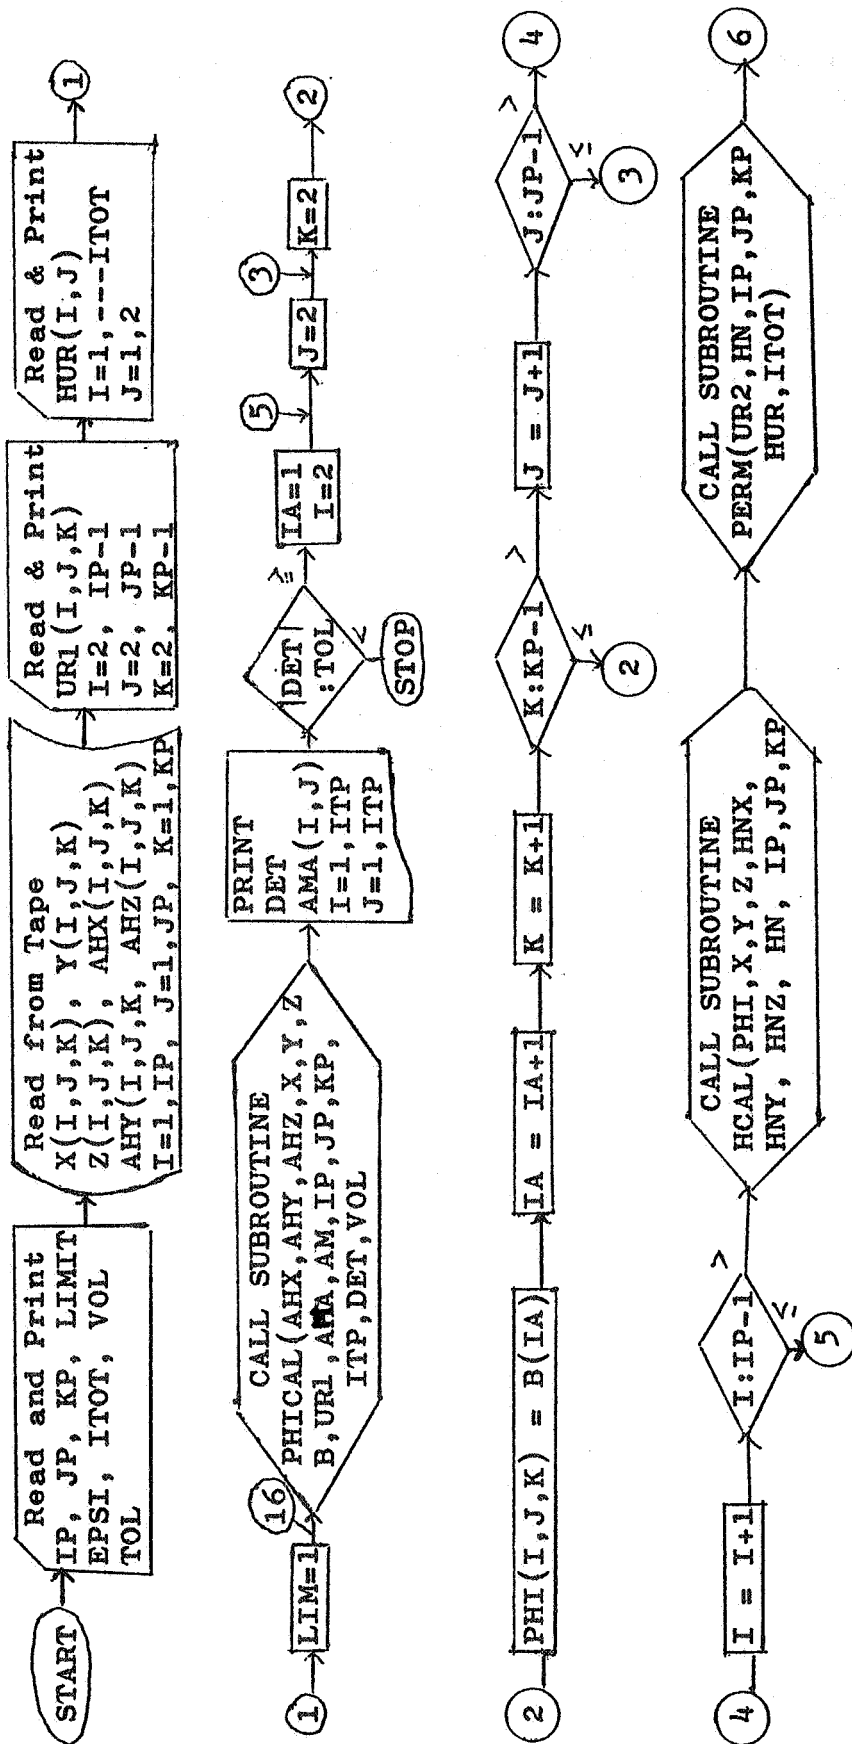 START
Read and Print
IP, JP, KP, LIMIT
EPSI, ITOT, VOL
TOL
Read from Tape
X(I,J,K), Y(I,J,K)
Z(I,J,K), AHX(I,J,K)
AHY(I,J,K, AHZ(I,J,K)
I=1,IP, J=1,JP, K=1,KP
Read & Print
UR1(I,J,K)
I=2, IP-1
J=2, JP-1
K=2, KP-1
Read & Print
HUR(I,J)
I=1,---ITOT
J=1,2
1
1
LIM=1
16
CALL SUBROUTINE
PHICAL(AHX,AHY,AHZ,X,Y,Z
B,UR1,AMA,AM,IP,JP,KP,
ITP,DET,VOL
PRINT
DET
AMA(I,J)
I=1,ITP
J=1,ITP
|DET|
:TOL
≥
<
STOP
IA=1
I=2
5
J=2
3
K=2
2
2
PHI(I,J,K) = B(IA)
IA = IA+1
K = K+1
K:KP-1
>
≤
2
J = J+1
J:JP-1
>
≤
3
4
4
I = I+1
I:IP-1
>
≤
5
CALL SUBROUTINE
HCAL(PHI,X,Y,Z,HNX,
HNY, HNZ, HN, IP,JP,KP
CALL SUBROUTINE
PERM(UR2,HN,IP,JP,KP
HUR,ITOT)
6